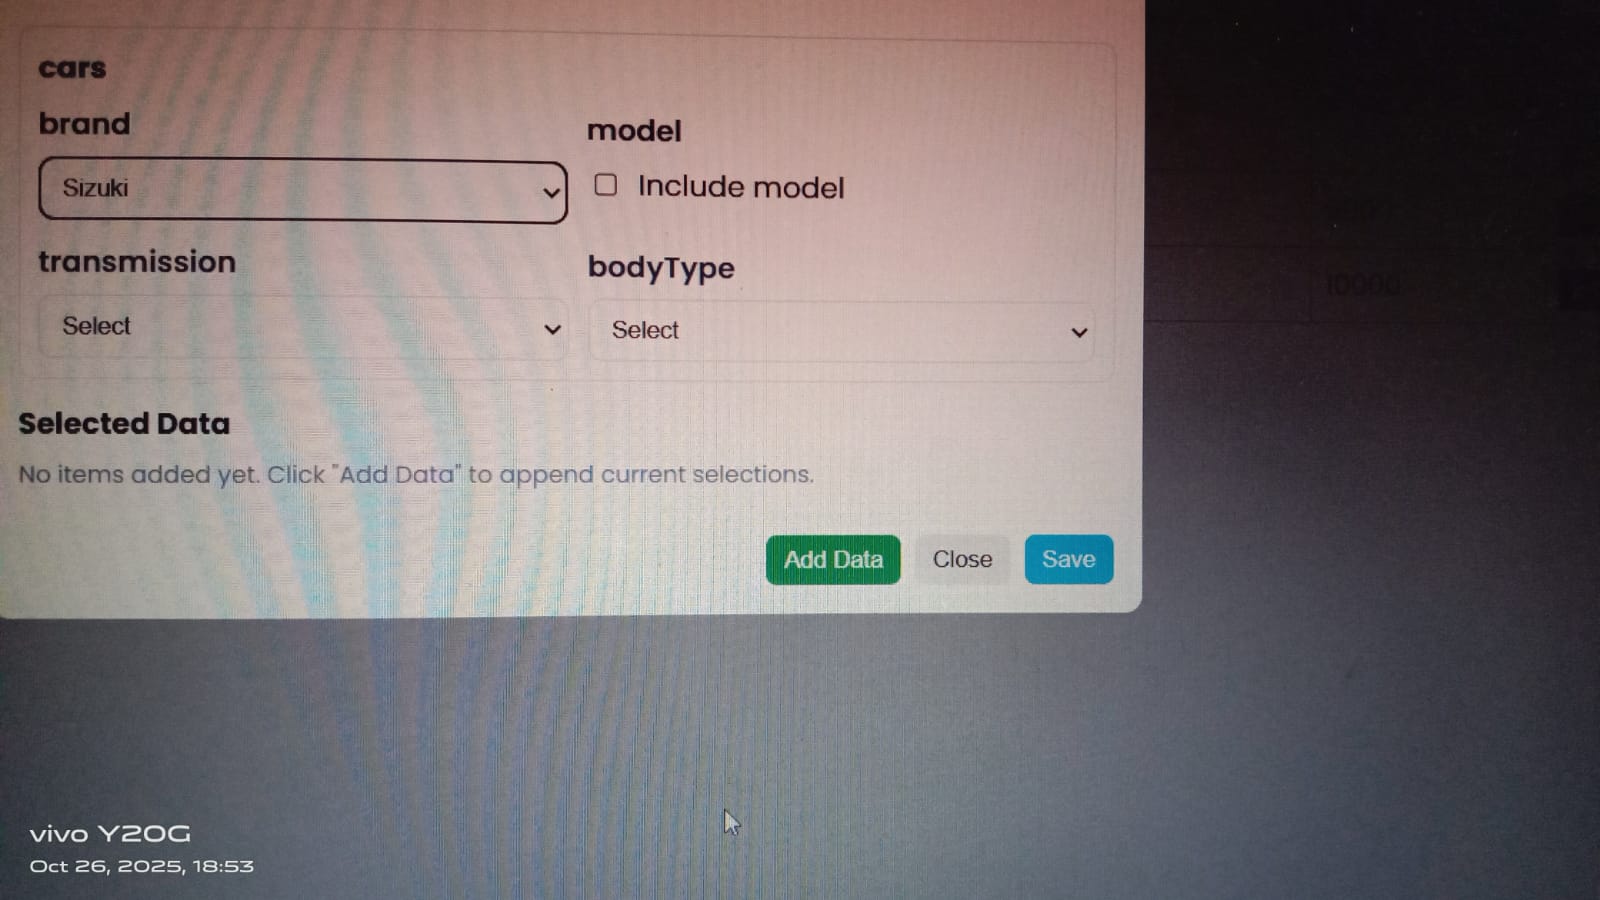 cars
brand
model
Sizuki
Include model
transmission
bodyType
Select
Select
Selected Data
No items added yet. Click "Add Data" to append current selections.
Add Data
Close
Save
10000
vivo Y20G
Oct 26, 2025, 18:53